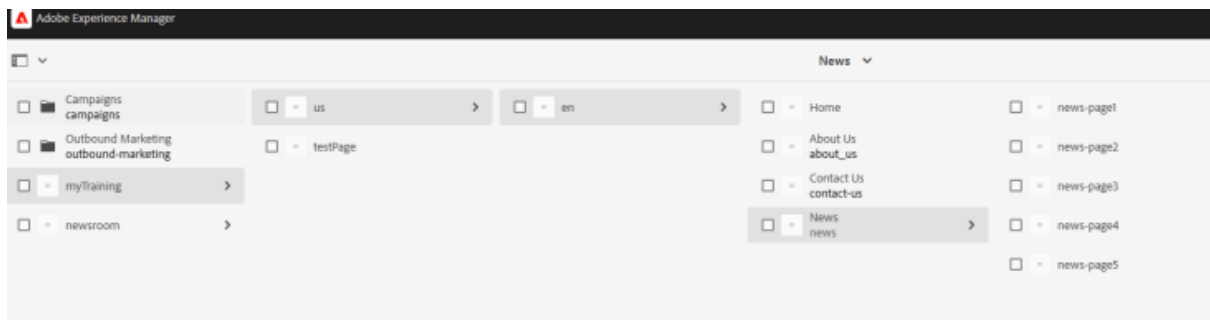 Adobe Experience Manager
News
Campaigns
campaigns
Outbound Marketing
outbound-marketing
myTraining
newsroom
us
testPage
en
Home
About Us
about_us
Contact Us
contact-us
News
news
news-page1
news-page2
news-page3
news-page4
news-page5